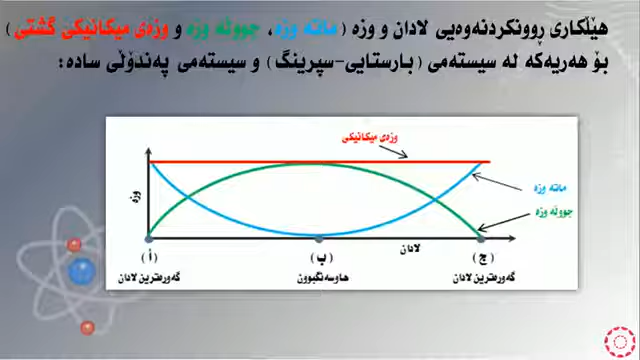 هێڵکاری ڕوونکردنەوەیی لادان و وزە (ماتە وزە، جووڵە وزە و وزەی میکانیکی گشتی)
بۆ هەریەکە لە سیستەمی (بارستایی-سپرینگ) و سیستەمی پەندۆڵی سادە:
وزەی میکانیکی
ماتە وزە
جووڵە وزە
وزە
لادان
(أ) (ب) (ج)
گەورەترین لادان هاوسەنگبوون گەورەترین لادان